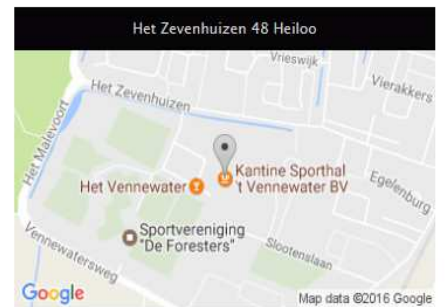 Het Zevenhuizen 48 Heiloo
Vrieswijk
Vierakkers
Het Zevenhuizen
Het Malevoort
Kantine Sporthal
't Vennewater BV
Het Vennewater
Egelenburg
Sportvereniging
"De Foresters"
Slootenslaan
Vennewatersweg
Google
Map data ©2016 Google